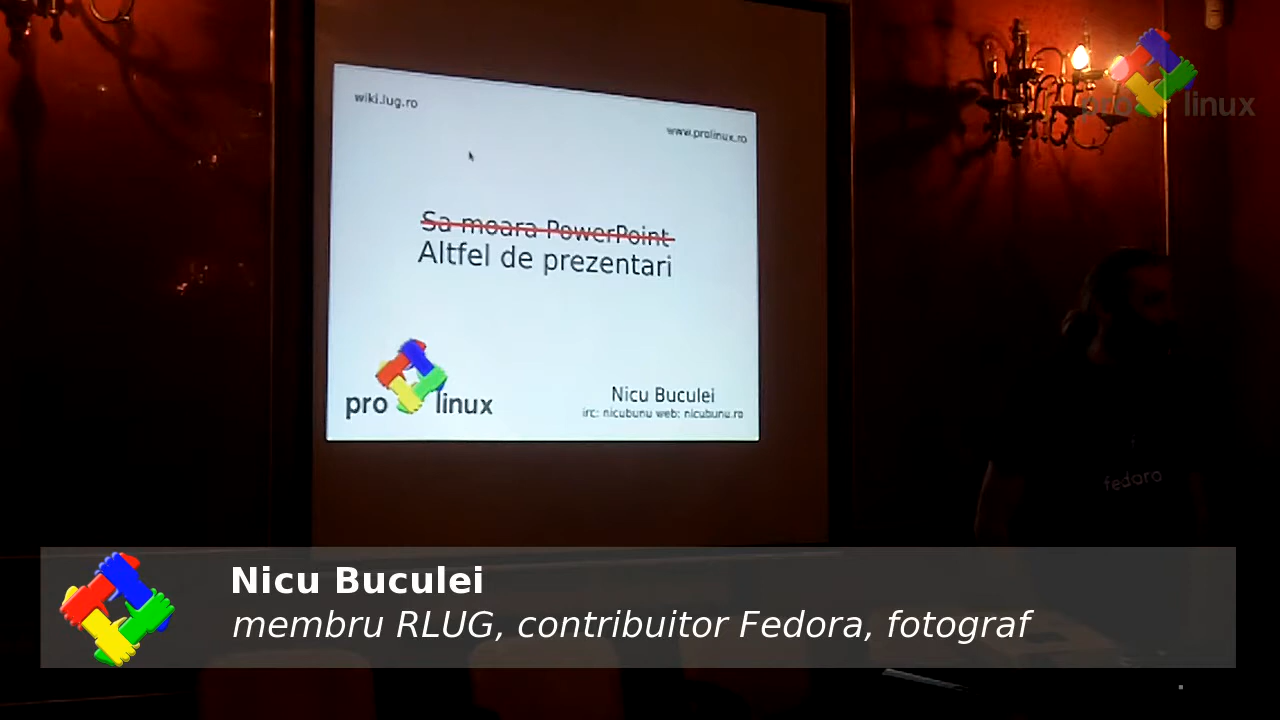 wiki.lug.ro
www.prolinux.ro
Sa moara PowerPoint
Altfel de prezentari
pro linux
Nicu Buculei
irc: nicubunu web: nicubunu.ro
pro linux
fedora
Nicu Buculei
membru RLUG, contribuitor Fedora, fotograf